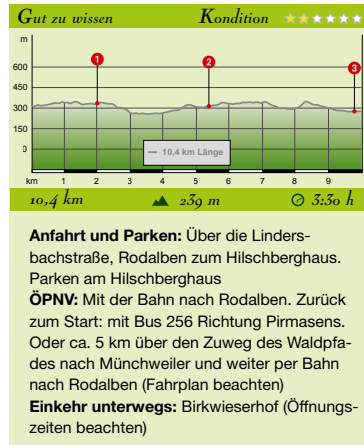 Gut zu wissen Kondition
m
600
450
300
150
0
1
2
3
10,4 km Länge
km 1 2 3 4 5 6 7 8 9
10,4 km 239 m 3:30 h
Anfahrt und Parken: Über die Linders-
bachstraße, Rodalben zum Hilschberghaus.
Parken am Hilschberghaus
ÖPNV: Mit der Bahn nach Rodalben. Zurück
zum Start: mit Bus 256 Richtung Pirmasens.
Oder ca. 5 km über den Zuweg des Waldpfa-
des nach Münchweiler und weiter per Bahn
nach Rodalben (Fahrplan beachten)
Einkehr unterwegs: Birkwieserhof (Öffnungs-
zeiten beachten)